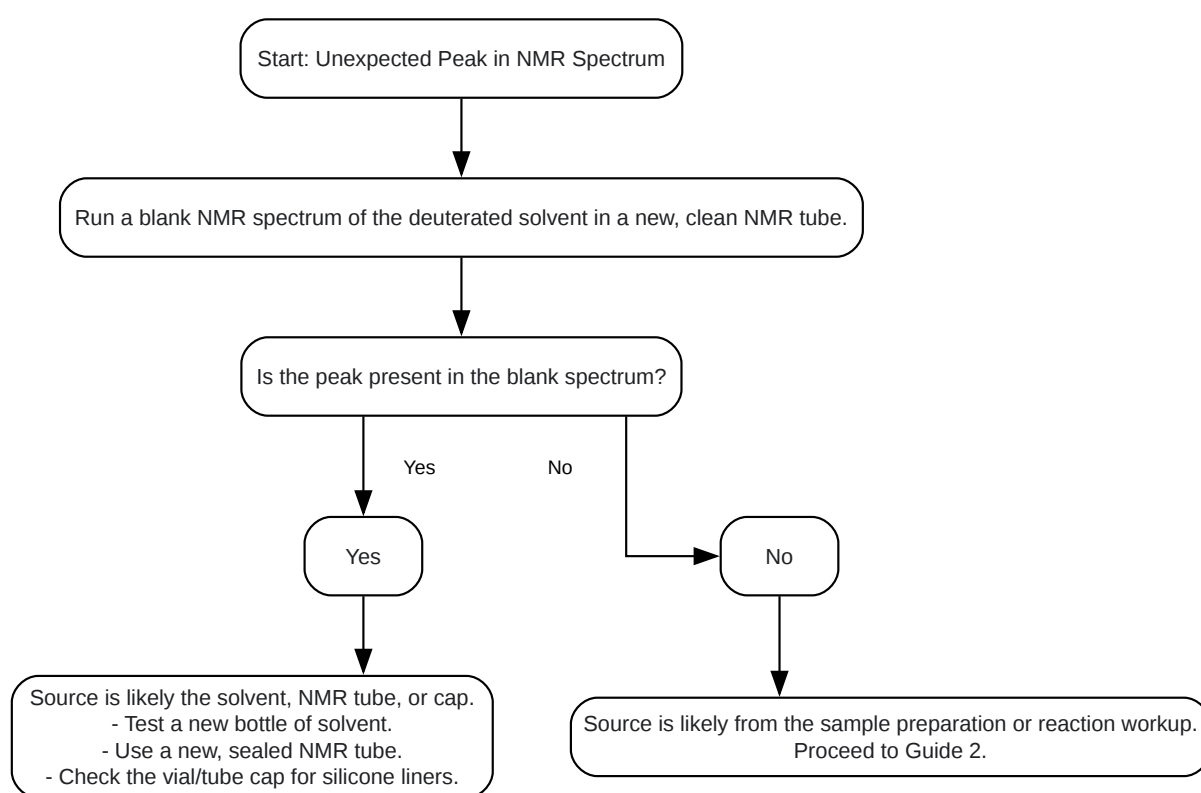 Start: Unexpected Peak in NMR Spectrum
Run a blank NMR spectrum of the deuterated solvent in a new, clean NMR tube.
Is the peak present in the blank spectrum?
Yes
No
Yes
No
Source is likely the solvent, NMR tube, or cap.
- Test a new bottle of solvent.
- Use a new, sealed NMR tube.
- Check the vial/tube cap for silicone liners.
Source is likely from the sample preparation or reaction workup.
Proceed to Guide 2.